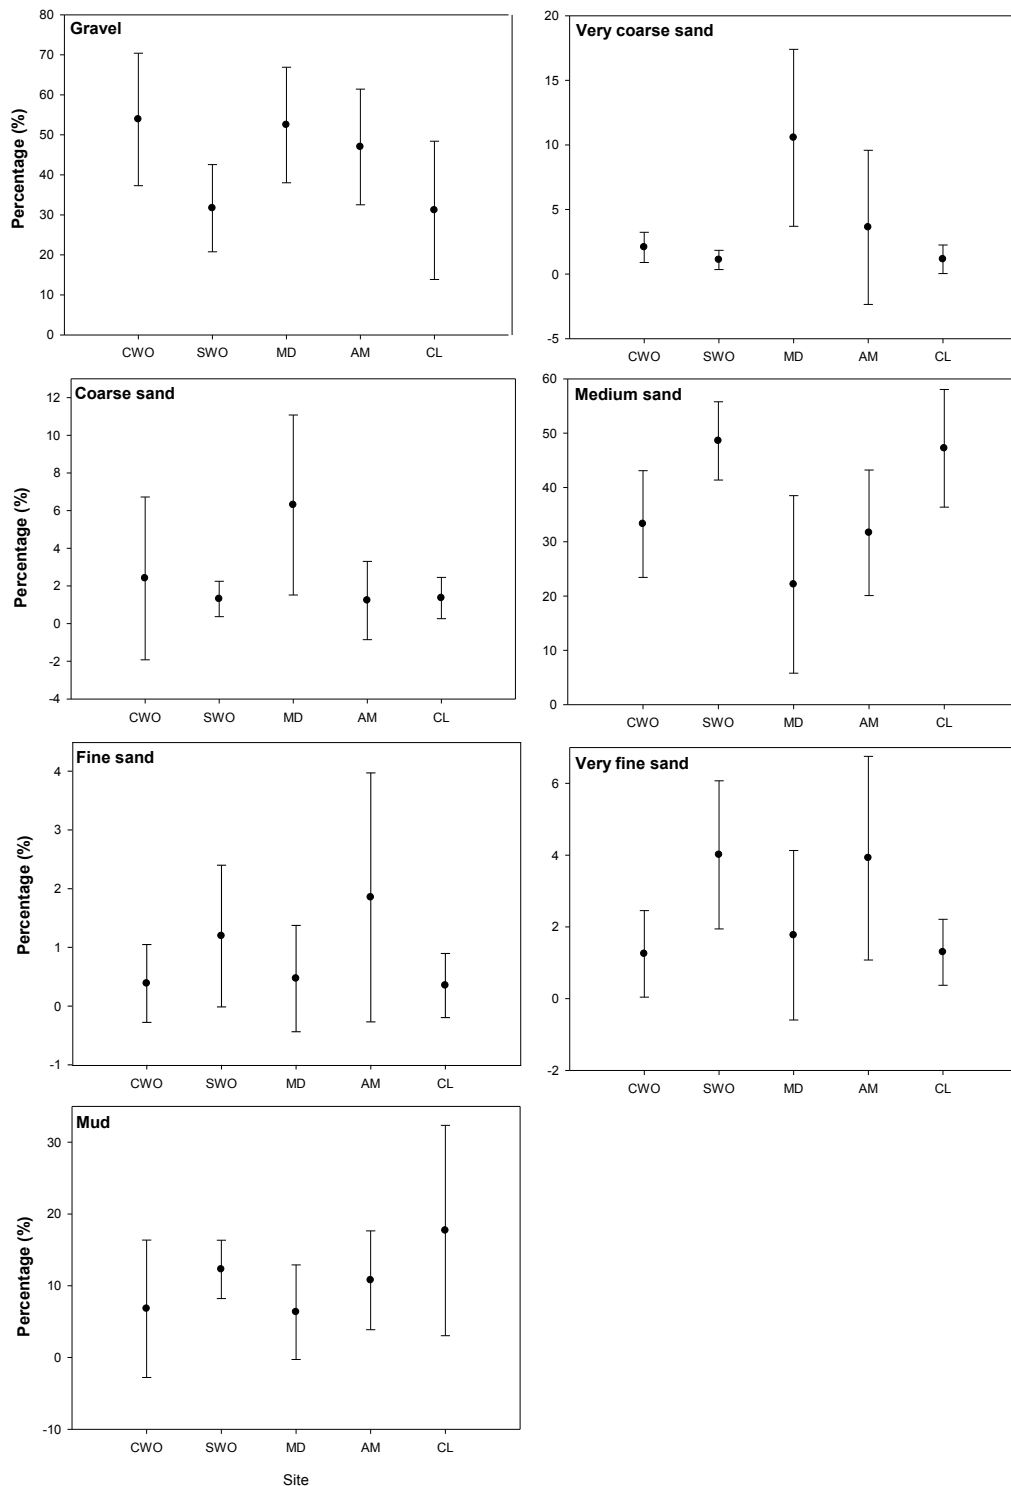 Gravel
Percentage (%)
80
70
60
50
40
30
20
10
0
CWO SWO MD AM CL
Very coarse sand
20
15
10
5
0
-5
CWO SWO MD AM CL
Coarse sand
Percentage (%)
12
10
8
6
4
2
0
-2
-4
CWO SWO MD AM CL
Medium sand
60
50
40
30
20
10
0
CWO SWO MD AM CL
Fine sand
Percentage (%)
4
3
2
1
0
-1
CWO SWO MD AM CL
Very fine sand
6
4
2
0
-2
CWO SWO MD AM CL
Mud
Percentage (%)
30
20
10
0
-10
CWO SWO MD AM CL
Site